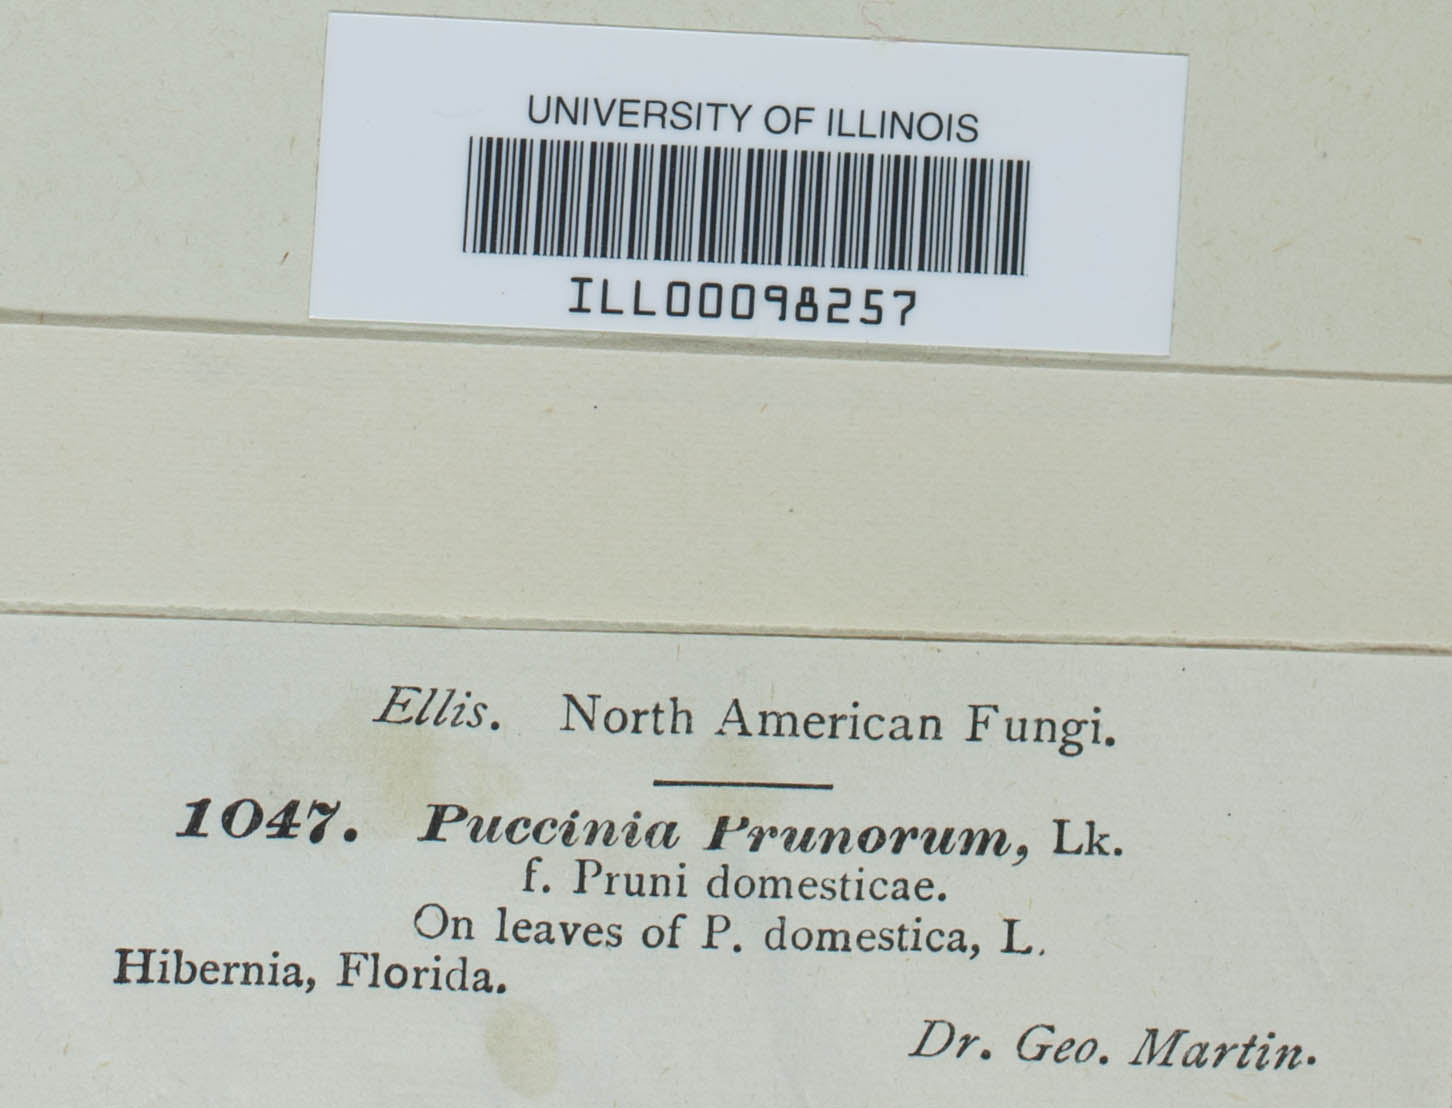 UNIVERSITY OF ILLINOIS
ILL00098257
Ellis. North American Fungi.
1047. Puccinia Prunorum, Lk.
f. Pruni domesticae.
On leaves of P. domestica, L.
Hibernia, Florida.
Dr. Geo. Martin.